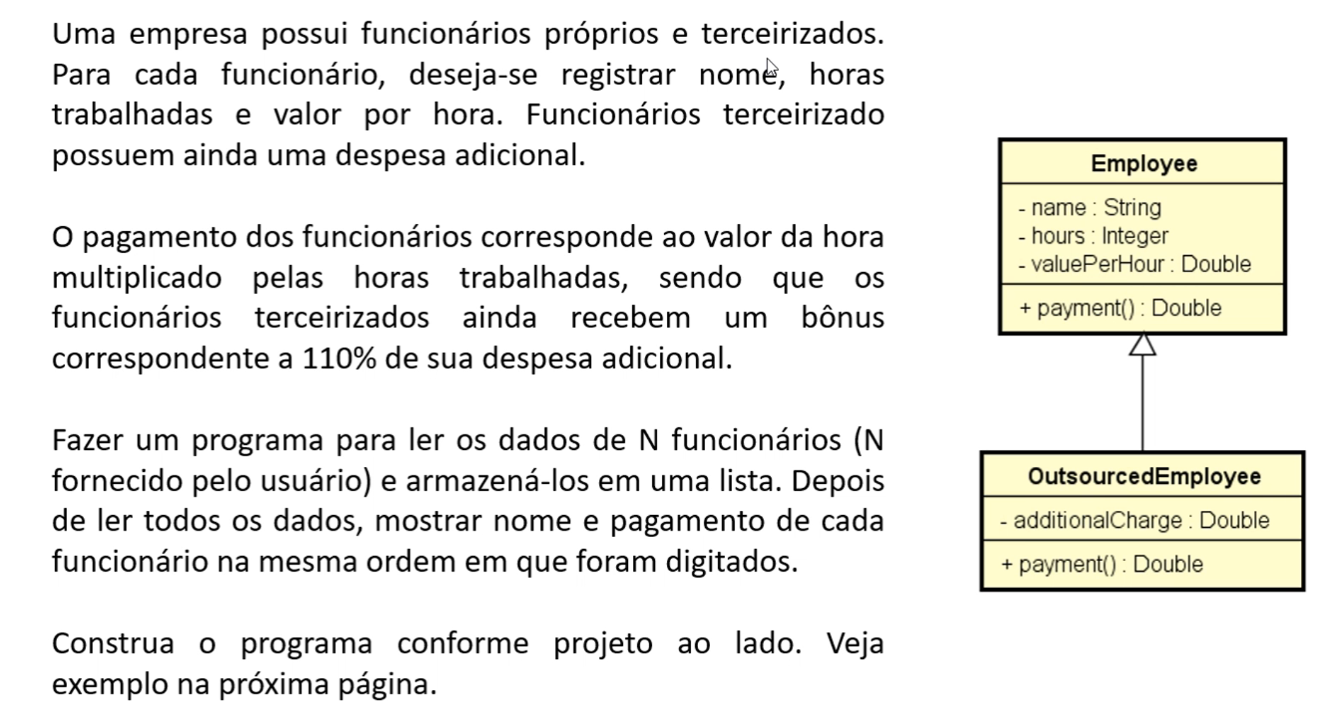 Uma empresa possui funcionários próprios e terceirizados.
Para cada funcionário, deseja-se registrar nome, horas
trabalhadas e valor por hora. Funcionários terceirizado
possuem ainda uma despesa adicional.
O pagamento dos funcionários corresponde ao valor da hora
multiplicado pelas horas trabalhadas, sendo que os
funcionários terceirizados ainda recebem um bônus
correspondente a 110% de sua despesa adicional.
Fazer um programa para ler os dados de N funcionários (N
fornecido pelo usuário) e armazená-los em uma lista. Depois
de ler todos os dados, mostrar nome e pagamento de cada
funcionário na mesma ordem em que foram digitados.
Construa o programa conforme projeto ao lado. Veja
exemplo na próxima página.
Employee
- name : String
- hours : Integer
- valuePerHour : Double
+ payment() : Double
OutsourcedEmployee
- additionalCharge : Double
+ payment() : Double